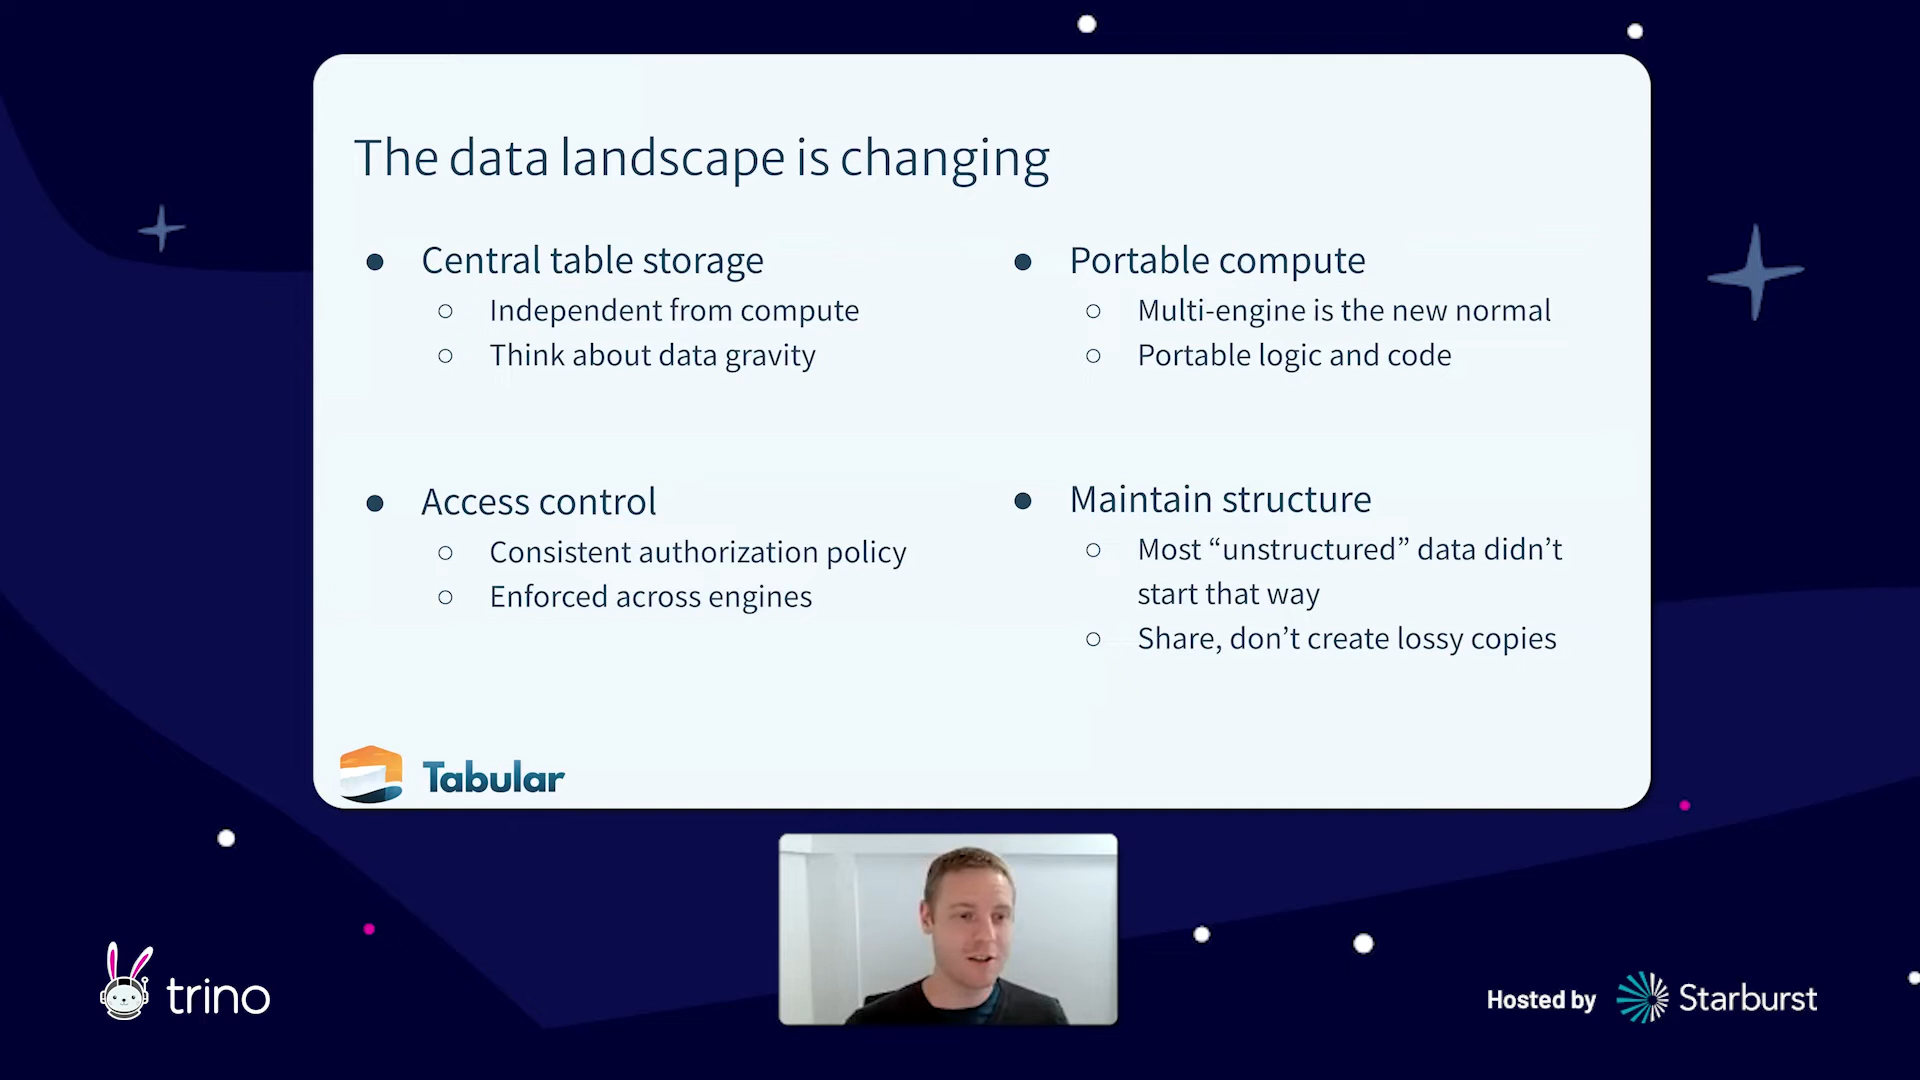 The data landscape is changing
● Central table storage
○ Independent from compute
○ Think about data gravity
● Portable compute
○ Multi-engine is the new normal
○ Portable logic and code
● Access control
○ Consistent authorization policy
○ Enforced across engines
● Maintain structure
○ Most “unstructured” data didn’t
start that way
○ Share, don’t create lossy copies
Tabular
trino
Hosted by Starburst